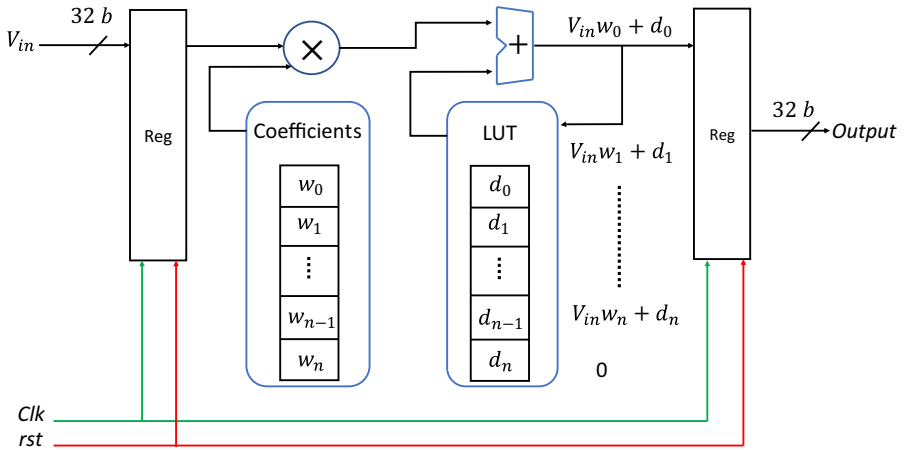 32 b
V_in
Reg
×
+
V_in w_0 + d_0
Reg
32 b
Output
Coefficients
w_0
w_1
w_{n−1}
w_n
LUT
d_0
d_1
d_{n−1}
d_n
V_in w_1 + d_1
V_in w_n + d_n
0
Clk
rst